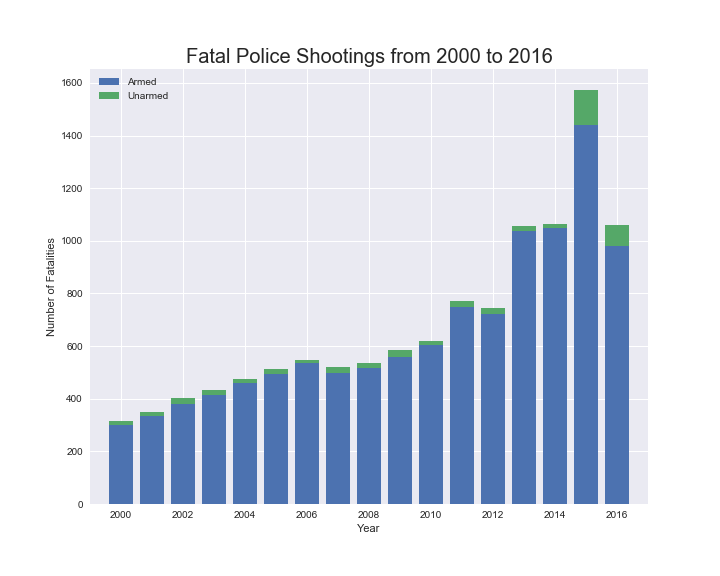 Fatal Police Shootings from 2000 to 2016
Armed
Unarmed
1600
1400
1200
1000
800
600
400
200
0
Number of Fatalities
2000 2002 2004 2006 2008 2010 2012 2014 2016
Year